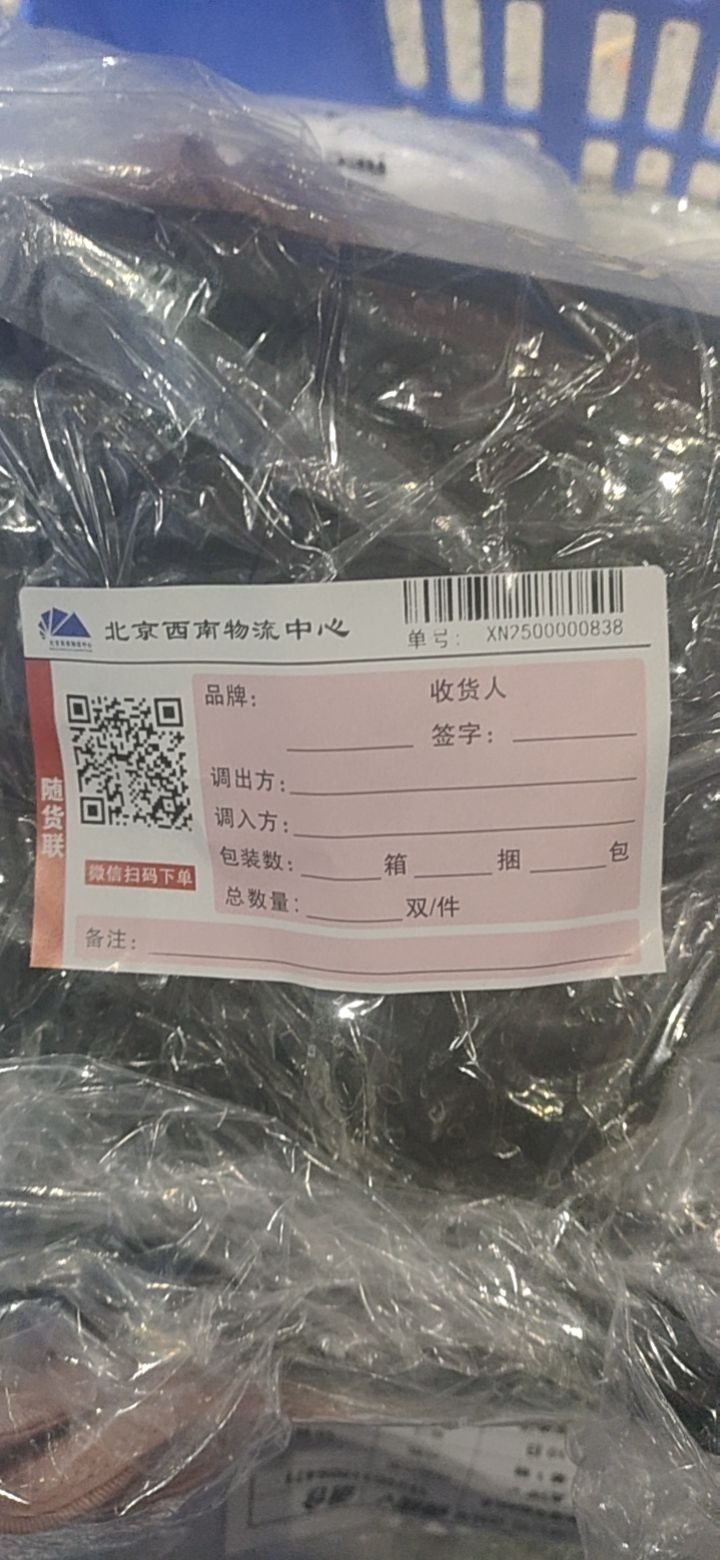 北京西南物流中心
单号: XN2500000838
随货联
微信扫码下单
品牌: 收货人
签字:
调出方:
调入方:
包装数: 箱 捆 包
总数量: 双/件
备注: